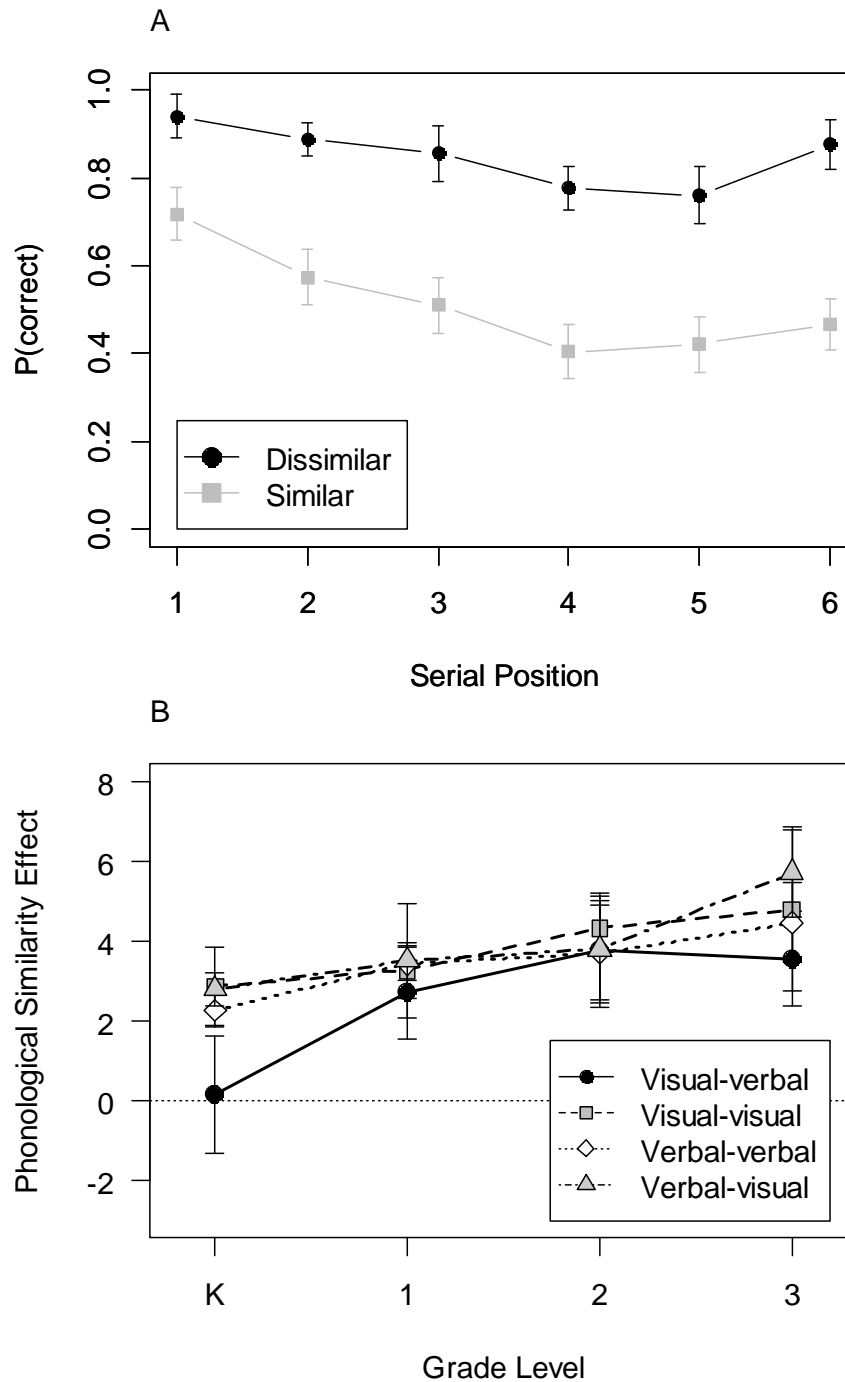 A
P(correct)
1.0
0.8
0.6
0.4
0.2
0.0
Dissimilar
Similar
1 2 3 4 5 6
Serial Position
B
Phonological Similarity Effect
8
6
4
2
0
-2
Visual-verbal
Visual-visual
Verbal-verbal
Verbal-visual
K 1 2 3
Grade Level